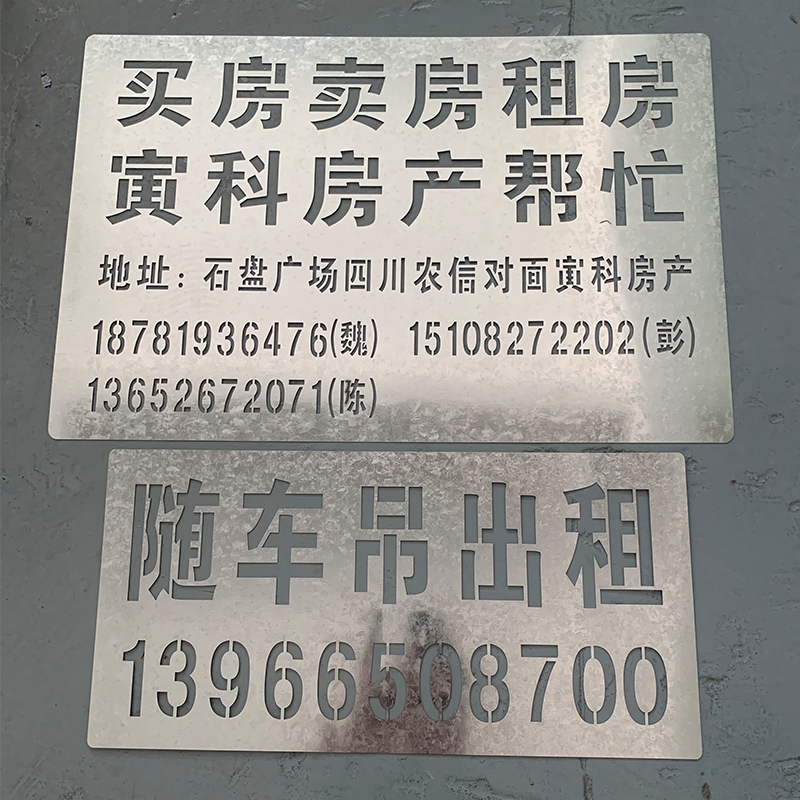 买房卖房租房
寅科房产帮忙
地址：石盘广场四川农信对面寅科房产
18781936476(魏) 15108272202(彭)
13652672071(陈)
随车吊出租
13966508700